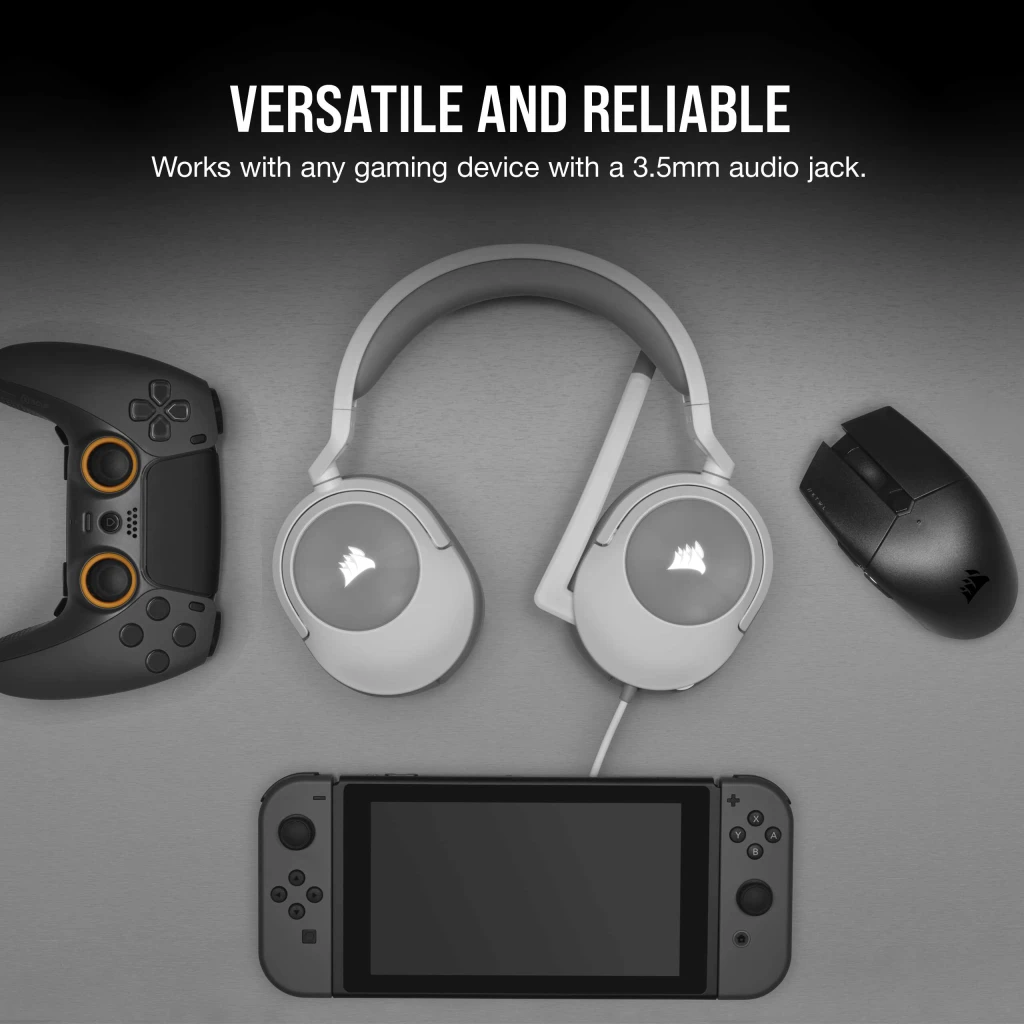 VERSATILE AND RELIABLE
Works with any gaming device with a 3.5mm audio jack.
X
Y A
B